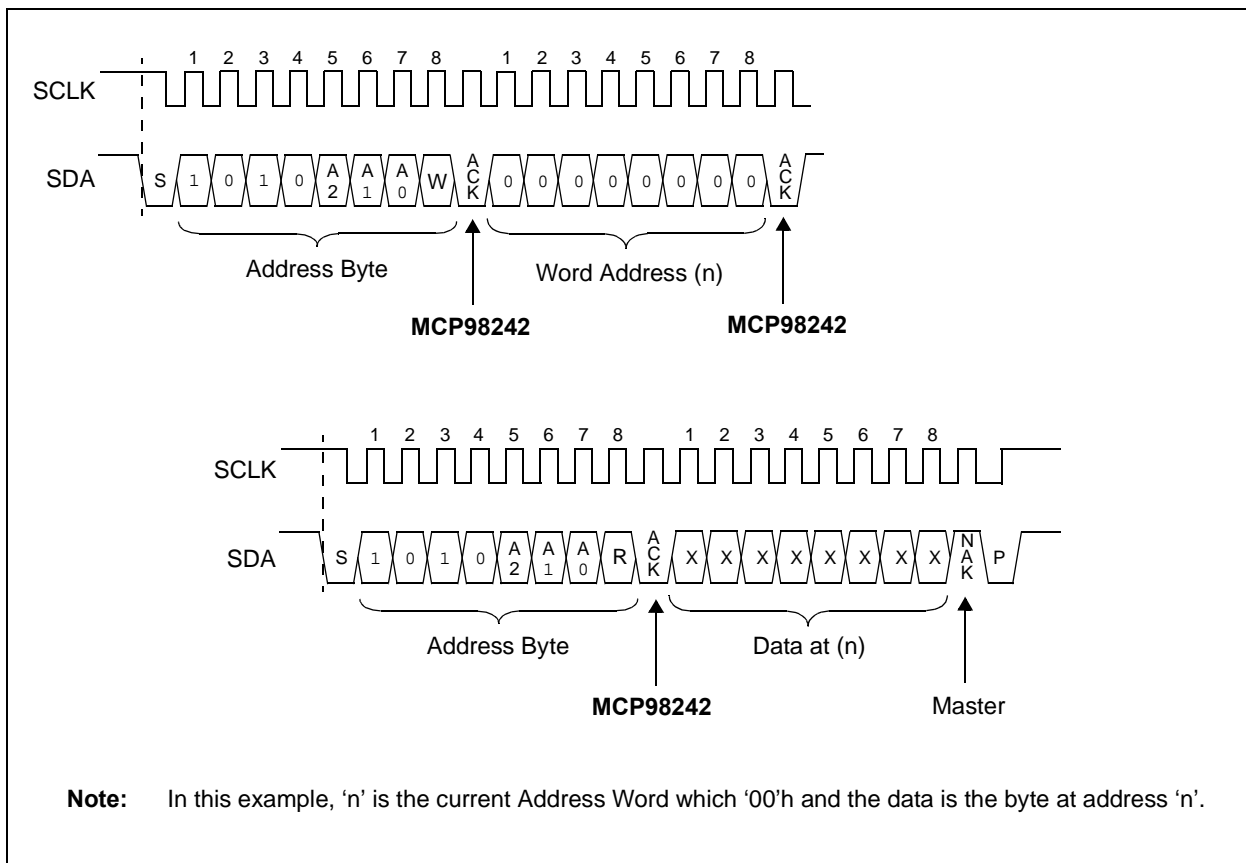 1 2 3 4 5 6 7 8 1 2 3 4 5 6 7 8
SCLK
SDA S 1 0 1 0 A2 A1 A0 W ACK 0 0 0 0 0 0 0 0 ACK
Address Byte Word Address (n)
MCP98242 MCP98242
1 2 3 4 5 6 7 8 1 2 3 4 5 6 7 8
SCLK
SDA S 1 0 1 0 A2 A1 A0 R ACK X X X X X X X X NAK P
Address Byte Data at (n)
MCP98242 Master
Note: In this example, ‘n’ is the current Address Word which ‘00’h and the data is the byte at address ‘n’.